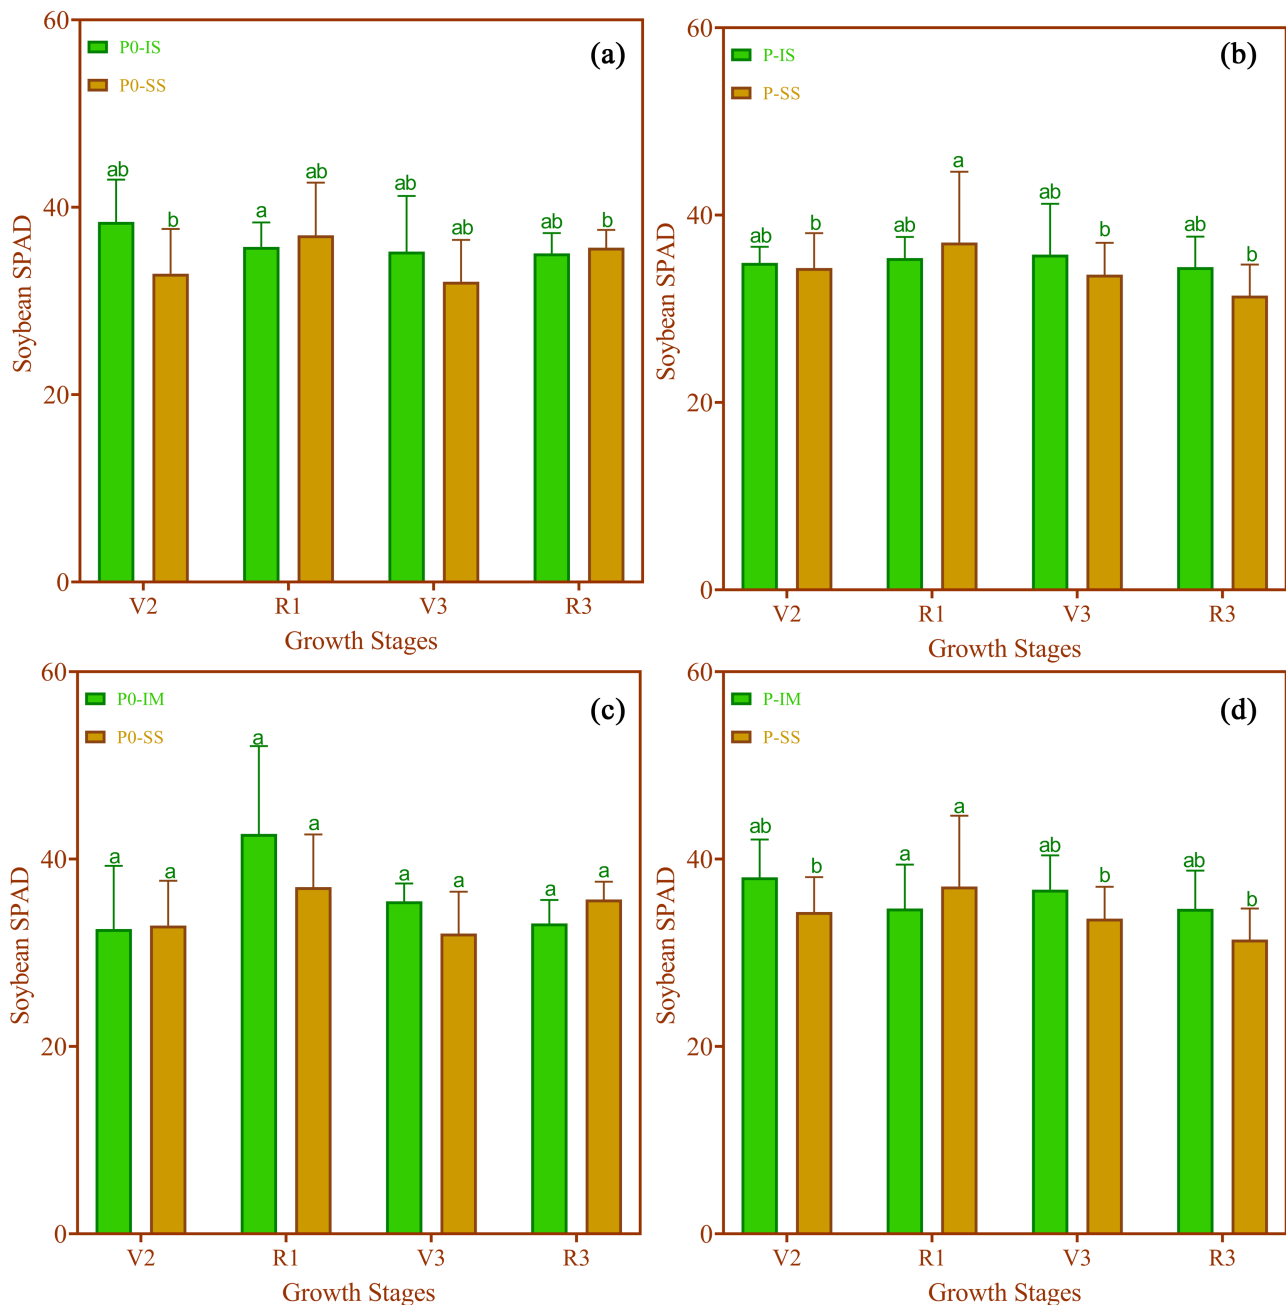 60
40
20
0
Soybean SPAD
P0-IS
P0-SS
(a)
ab
b
a
ab
ab
ab
ab
b
V2 R1 V3 R3
Growth Stages
60
40
20
0
Soybean SPAD
P-IS
P-SS
(b)
ab
b
ab
a
ab
b
ab
b
V2 R1 V3 R3
Growth Stages
60
40
20
0
Soybean SPAD
P0-IM
P0-SS
(c)
a
a
a
a
a
a
a
a
V2 R1 V3 R3
Growth Stages
60
40
20
0
Soybean SPAD
P-IM
P-SS
(d)
ab
b
a
a
ab
b
ab
b
V2 R1 V3 R3
Growth Stages